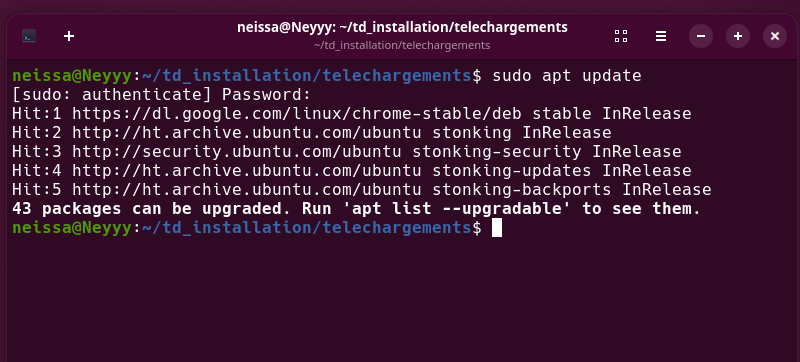 neissa@Neyyy: ~/td_installation/telechargements
~/td_installation/telechargements
neissa@Neyyy:~/td_installation/telechargements$ sudo apt update
[sudo: authenticate] Password:
Hit:1 https://dl.google.com/linux/chrome-stable/deb stable InRelease
Hit:2 http://ht.archive.ubuntu.com/ubuntu stonking InRelease
Hit:3 http://security.ubuntu.com/ubuntu stonking-security InRelease
Hit:4 http://ht.archive.ubuntu.com/ubuntu stonking-updates InRelease
Hit:5 http://ht.archive.ubuntu.com/ubuntu stonking-backports InRelease
43 packages can be upgraded. Run 'apt list --upgradable' to see them.
neissa@Neyyy:~/td_installation/telechargements$